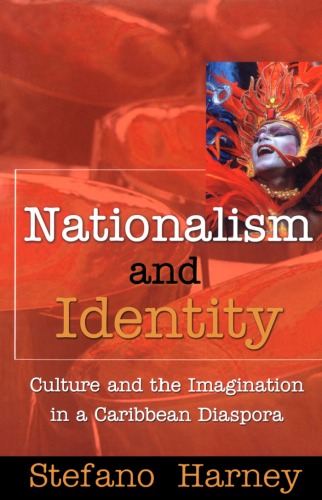 Nationalism
and
Identity
Culture and the Imagination
in a Caribbean Diaspora
Stefano Harney